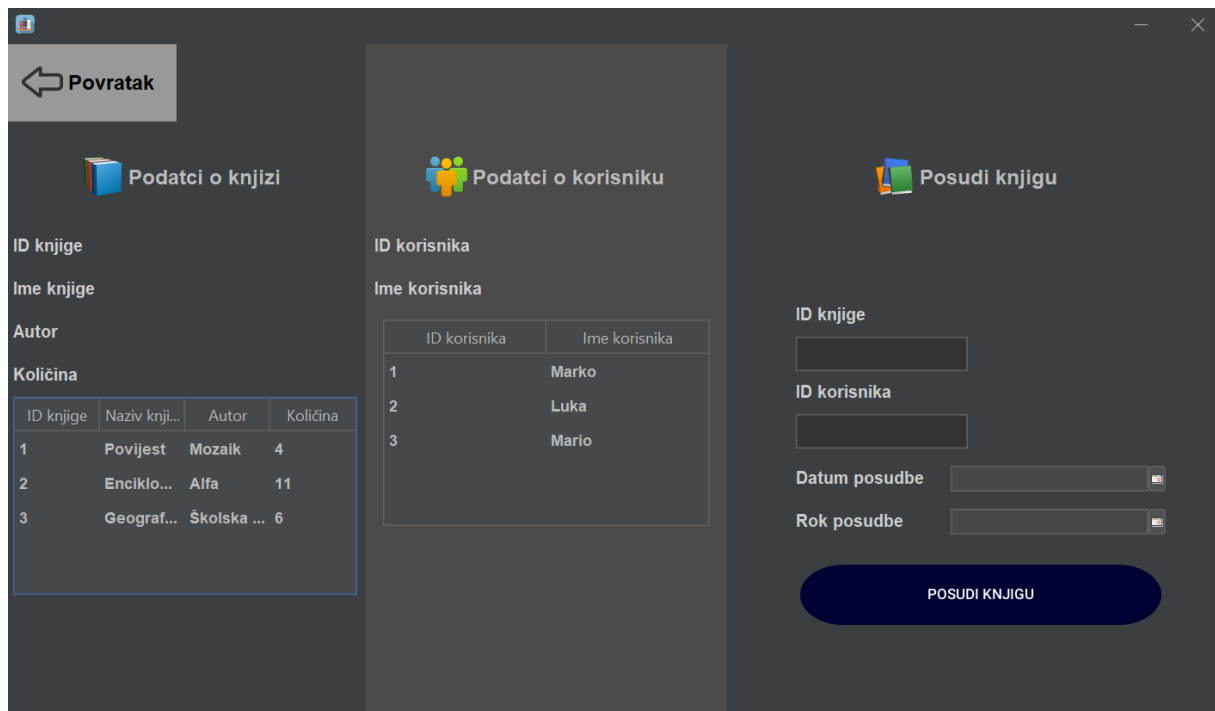 Povratak
Podatci o knjizi
ID knjige
Ime knjige
Autor
Količina
ID knjige Naziv knji... Autor Količina
1 Povijest Mozaik 4
2 Enciklo... Alfa 11
3 Geograf... Školska ... 6
Podatci o korisniku
ID korisnika
Ime korisnika
ID korisnika Ime korisnika
1 Marko
2 Luka
3 Mario
Posudi knjigu
ID knjige
ID korisnika
Datum posudbe
Rok posudbe
POSUDI KNJIGU